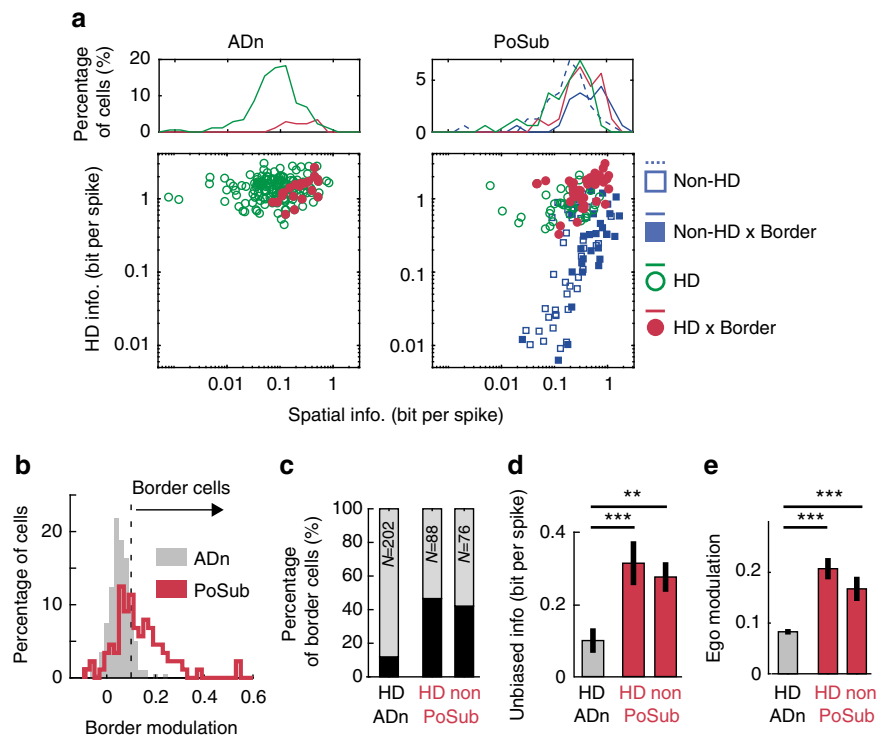 a
ADn
PoSub
Percentage
of cells (%)
20
10
0
5
0
HD info. (bit per spike)
1
0.1
0.01
1
0.1
0.01
0.01
0.1
1
0.01
0.1
1
Spatial info. (bit per spike)
Non-HD
Non-HD x Border
HD
HD x Border
b
Border cells
Percentage of cells
20
10
0
ADn
PoSub
0
0.2
0.4
0.6
Border modulation
c
Percentage
of border cells (%)
100
80
60
40
20
0
N=202
N=88
N=76
HD
HD non
ADn
PoSub
d
**
***
Unbiased info (bit per spike)
0.4
0.2
0
HD
HD non
ADn
PoSub
e
***
***
Ego modulation
0.2
0.1
0
HD
HD non
ADn
PoSub